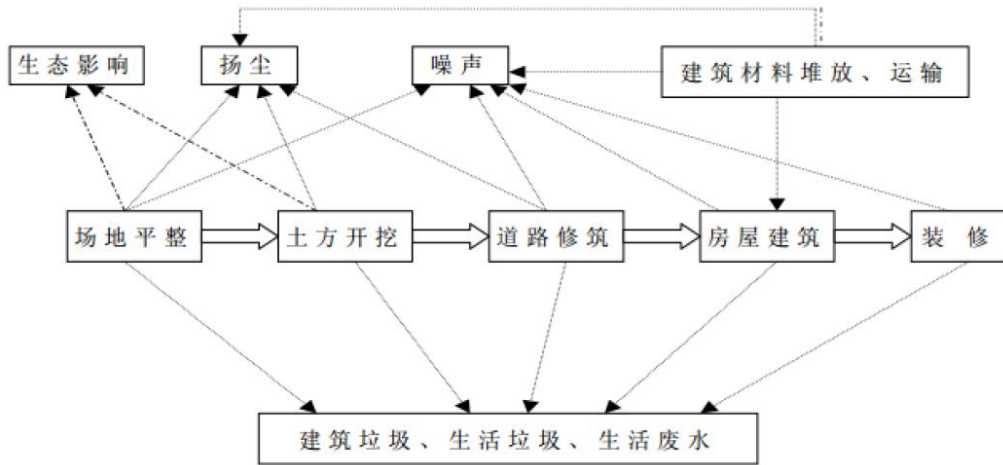 生态影响
扬尘
噪声
建筑材料堆放、运输
场地平整
土方开挖
道路修筑
房屋建筑
装修
建筑垃圾、生活垃圾、生活废水